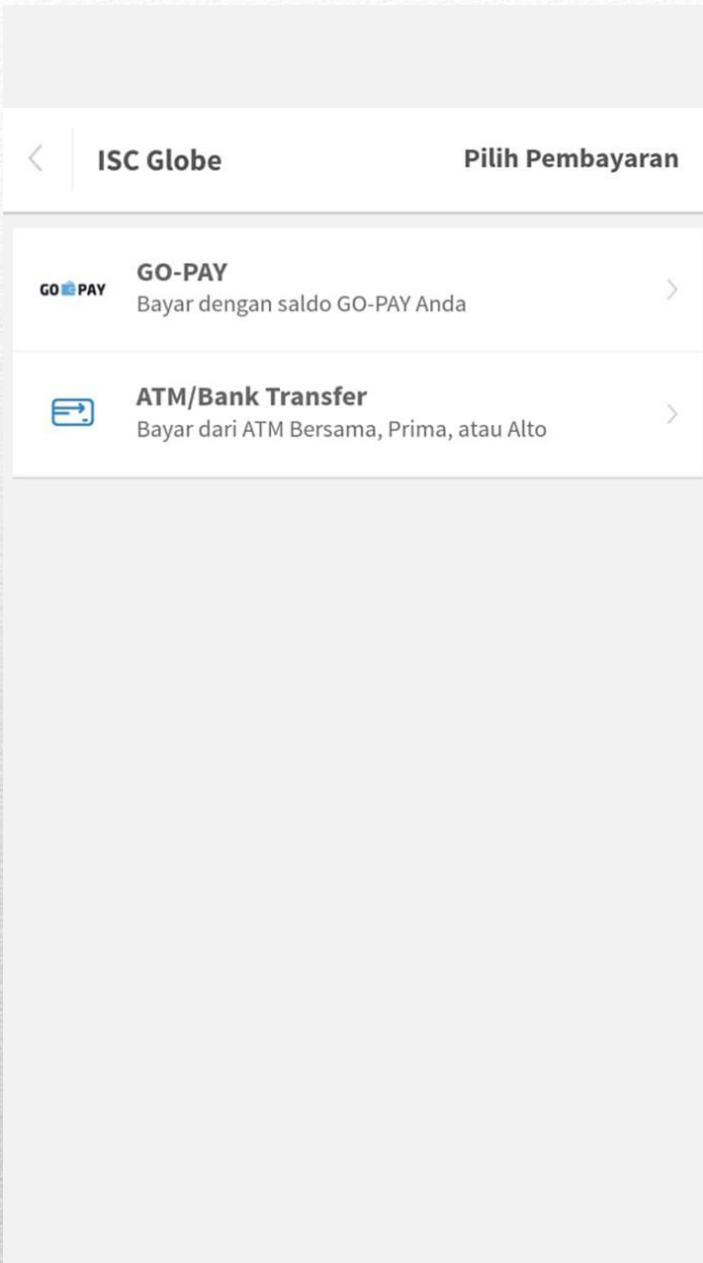 ISC Globe
Pilih Pembayaran
GO PAY
GO-PAY
Bayar dengan saldo GO-PAY Anda
ATM/Bank Transfer
Bayar dari ATM Bersama, Prima, atau Alto